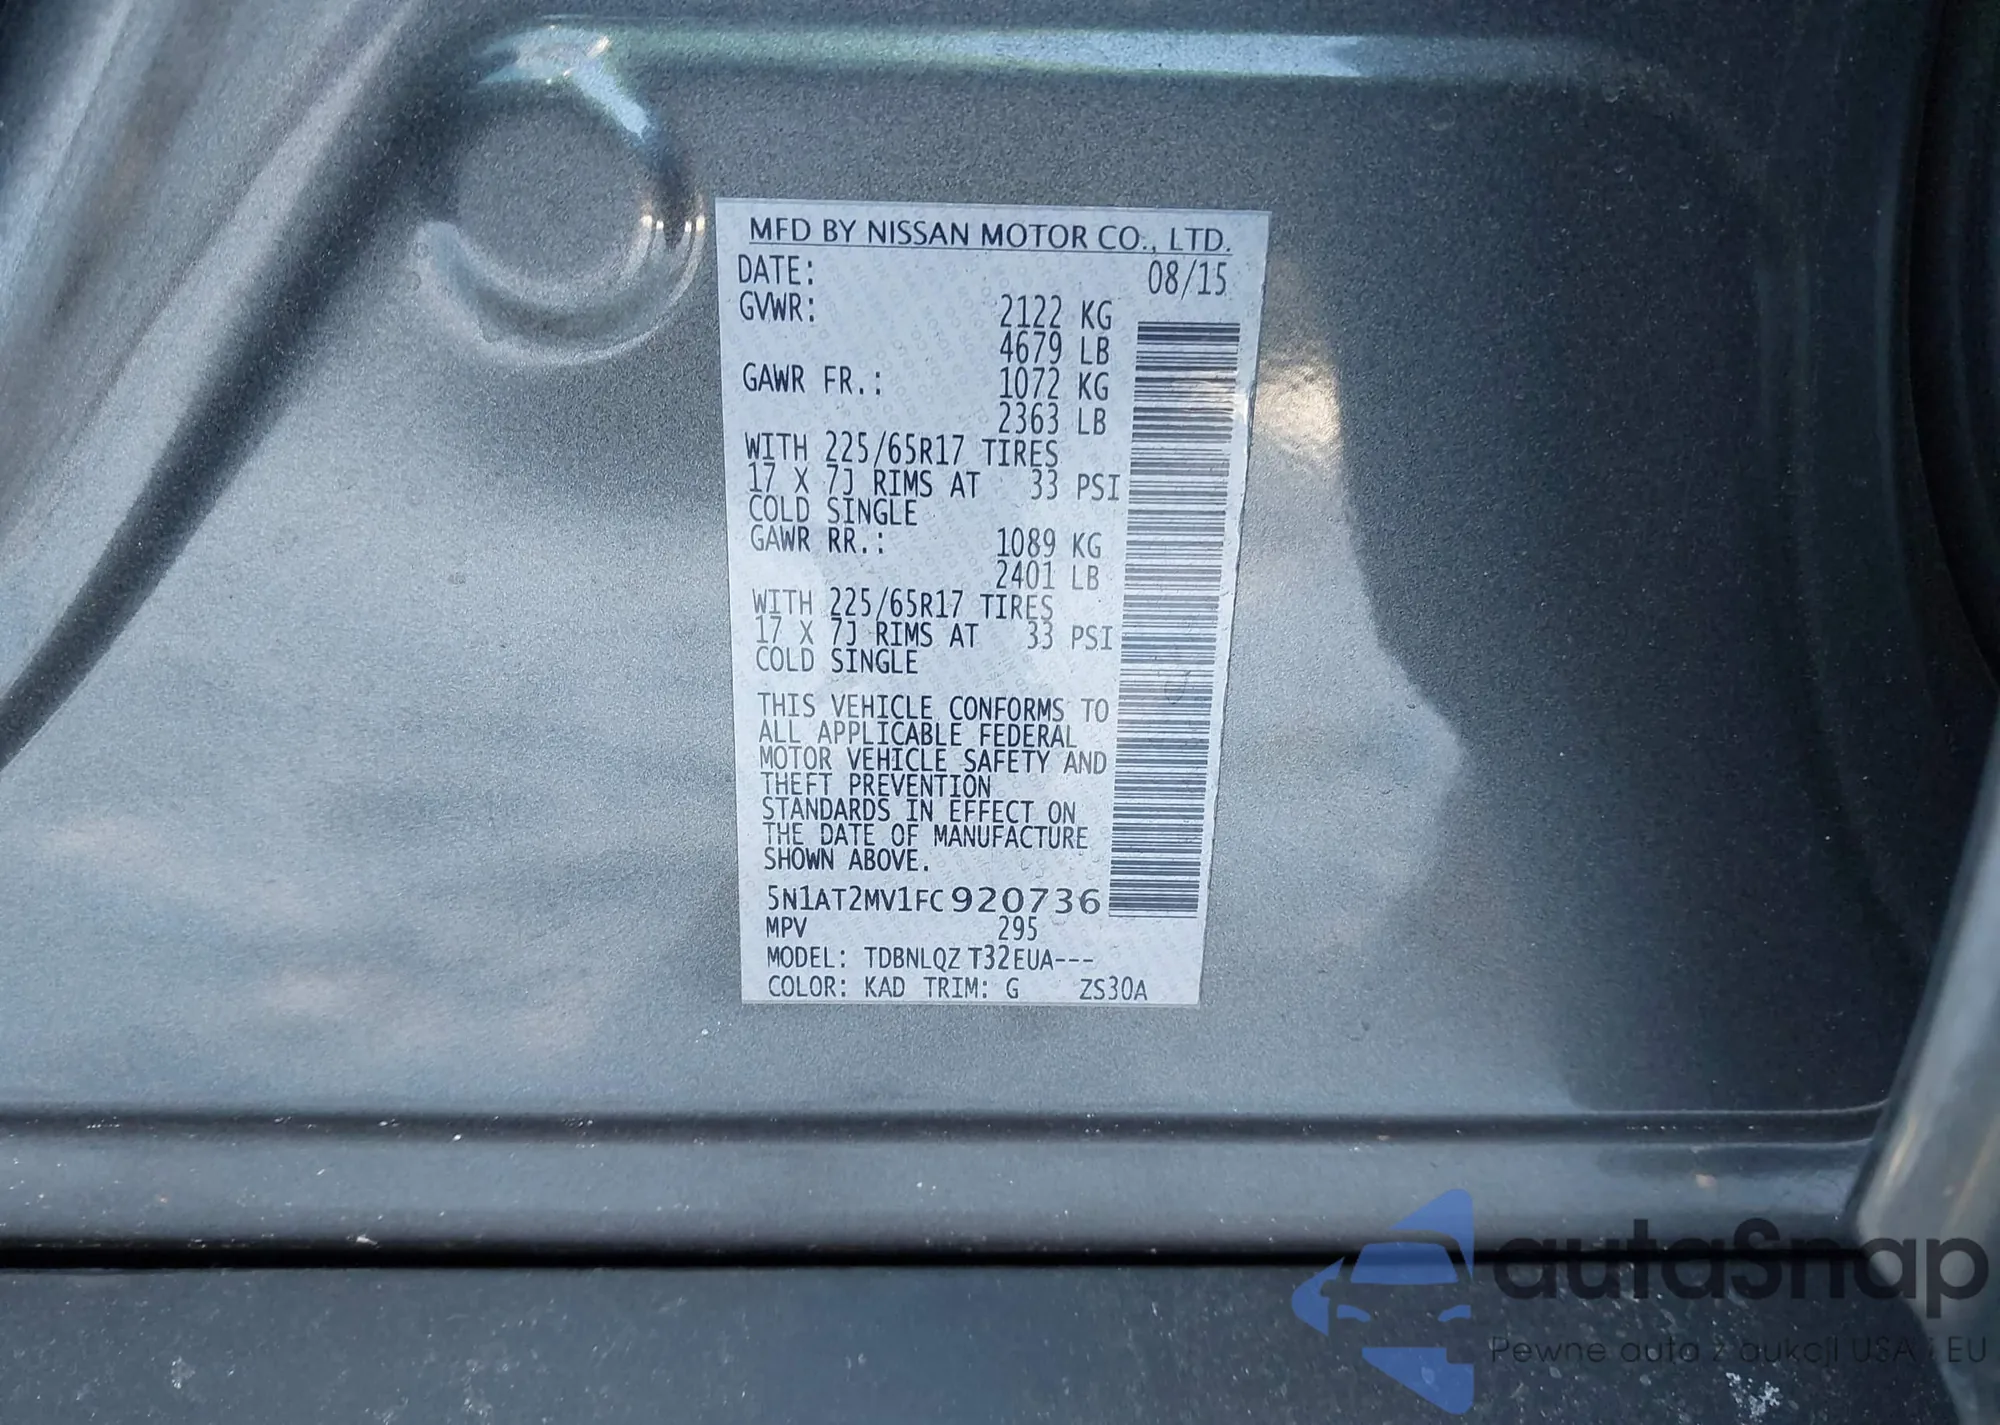 MFD BY NISSAN MOTOR CO., LTD.
DATE: 08/15
GVWR: 2122 KG
4679 LB
GAWR FR.: 1072 KG
2363 LB
WITH 225/65R17 TIRES
17 X 7J RIMS AT 33 PSI
COLD SINGLE
GAWR RR.: 1089 KG
2401 LB
WITH 225/65R17 TIRES
17 X 7J RIMS AT 33 PSI
COLD SINGLE
THIS VEHICLE CONFORMS TO
ALL APPLICABLE FEDERAL
MOTOR VEHICLE SAFETY AND
THEFT PREVENTION
STANDARDS IN EFFECT ON
THE DATE OF MANUFACTURE
SHOWN ABOVE.
5N1AT2MV1FC920736
MPV 295
MODEL: TDBNLQZ T32EUA---
COLOR: KAD TRIM: G ZS30A
autaSnap
Pewne auta z aukcji USA i EU